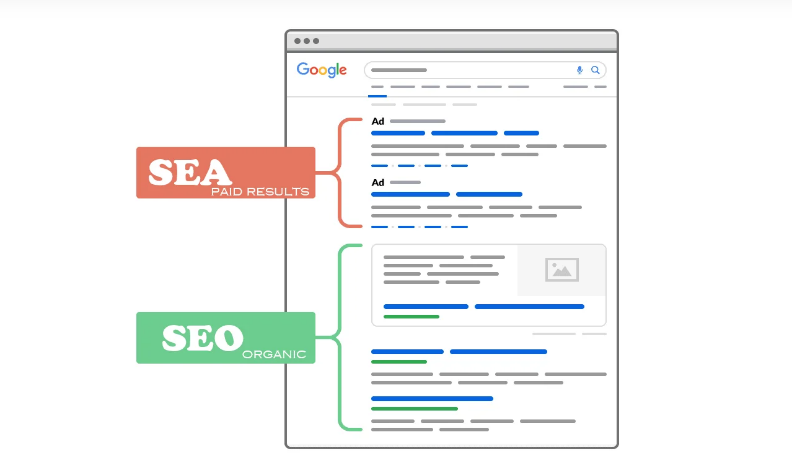 Google
Ad
SEA
PAID RESULTS
Ad
SEO
ORGANIC